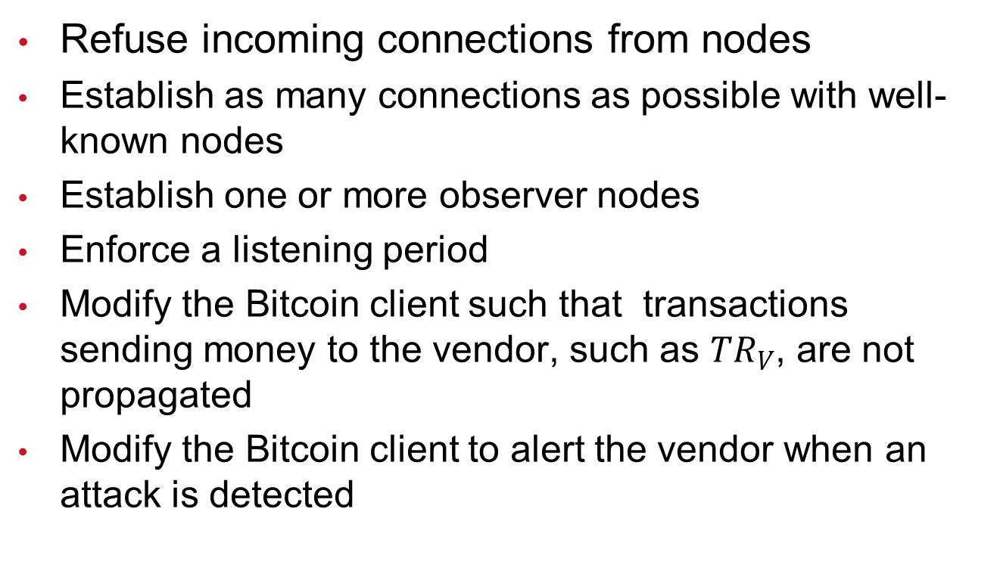 • Refuse incoming connections from nodes
• Establish as many connections as possible with well-
known nodes
• Establish one or more observer nodes
• Enforce a listening period
• Modify the Bitcoin client such that  transactions
sending money to the vendor, such as 𝑇𝑅𝑉, are not
propagated
• Modify the Bitcoin client to alert the vendor when an
attack is detected